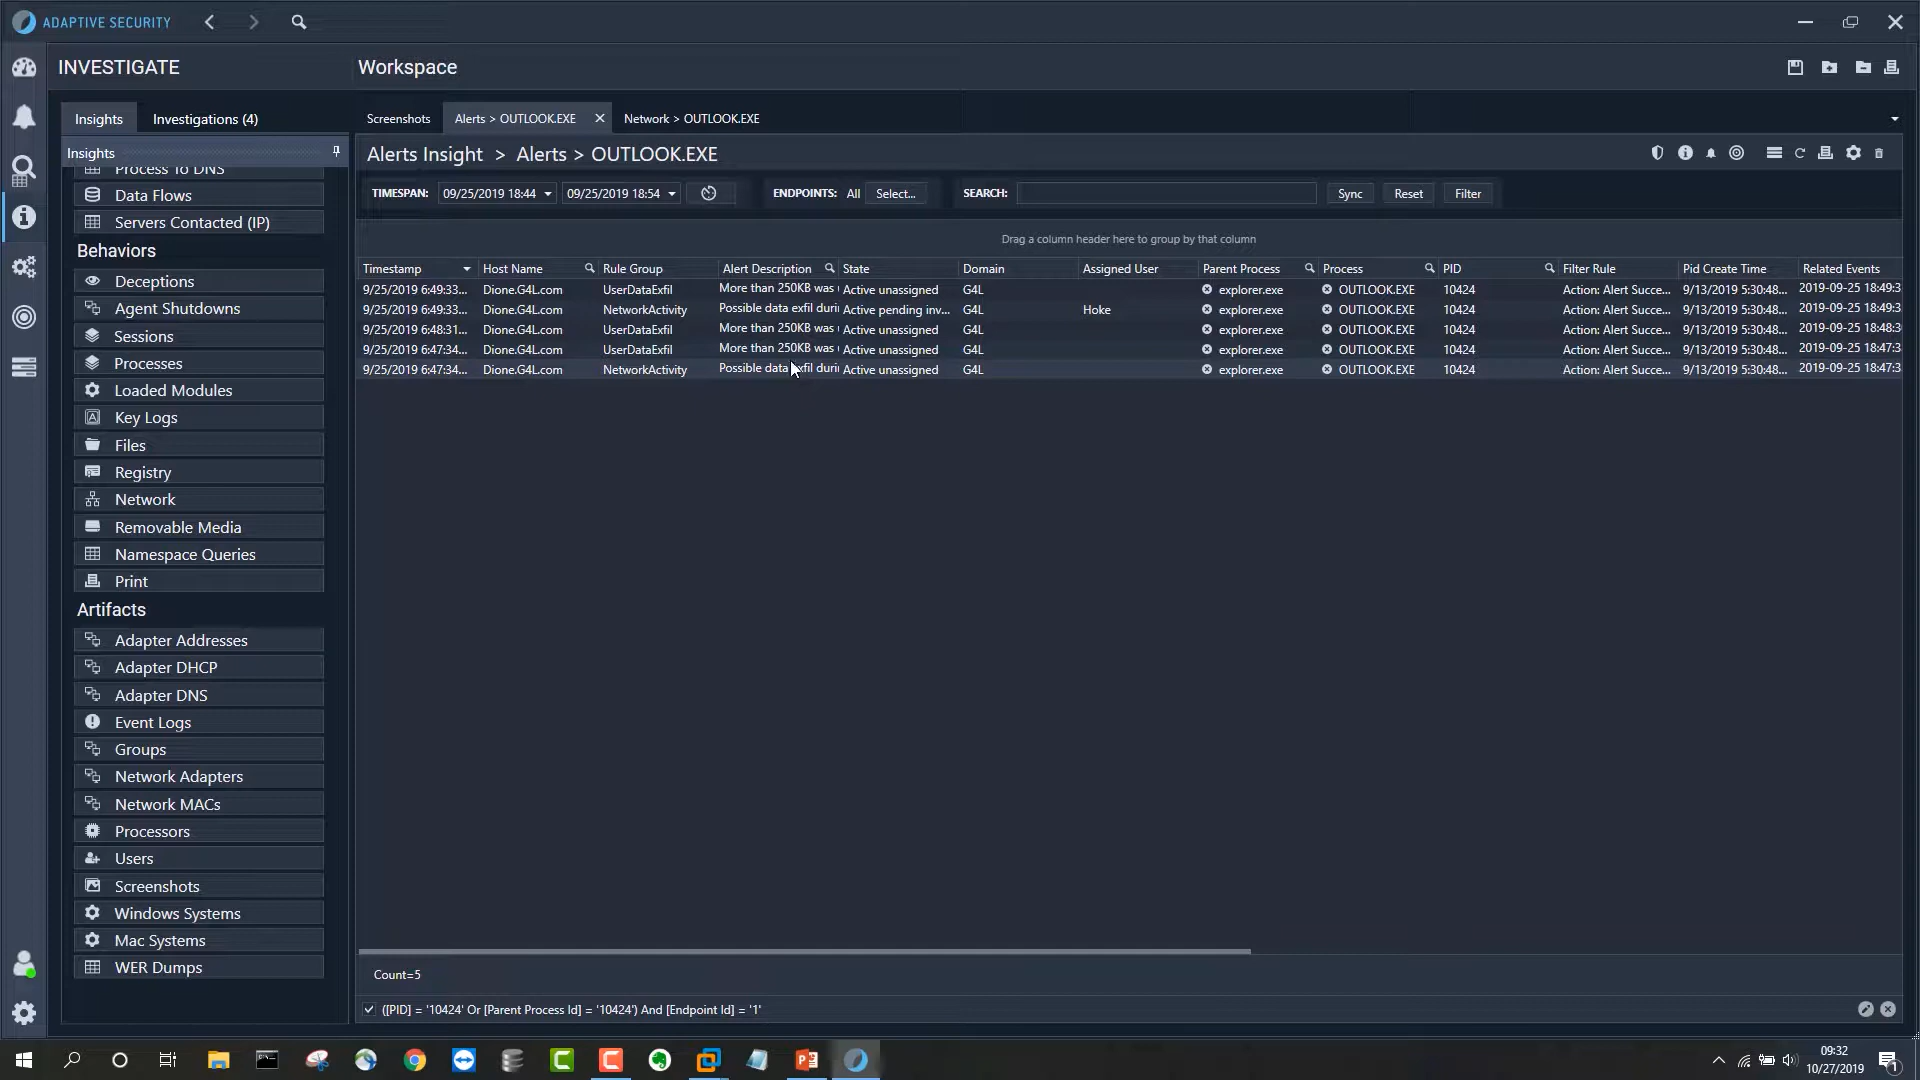 ADAPTIVE SECURITY
INVESTIGATE
Workspace
Insights
Investigations (4)
Screenshots
Alerts > OUTLOOK.EXE
Network > OUTLOOK.EXE
Insights
Alerts Insight > Alerts > OUTLOOK.EXE
Process To DNS
Data Flows
Servers Contacted (IP)
Behaviors
Deceptions
Agent Shutdowns
Sessions
Processes
Loaded Modules
Key Logs
Files
Registry
Network
Removable Media
Namespace Queries
Print
Artifacts
Adapter Addresses
Adapter DHCP
Adapter DNS
Event Logs
Groups
Network Adapters
Network MACs
Processors
Users
Screenshots
Windows Systems
Mac Systems
WER Dumps
TIMESPAN: 09/25/2019 18:44 09/25/2019 18:54 ENDPOINTS: All Select... SEARCH: Sync Reset Filter
Drag a column header here to group by that column
Timestamp Host Name Rule Group Alert Description State Domain Assigned User Parent Process Process PID Filter Rule Pid Create Time Related Events
9/25/2019 6:49:33... Dione.G4L.com UserDataExfil More than 250KB was Active unassigned G4L explorer.exe OUTLOOK.EXE 10424 Action: Alert Succe... 9/13/2019 5:30:48... 2019-09-25 18:49:3
9/25/2019 6:49:33... Dione.G4L.com NetworkActivity Possible data exfil duri Active pending inv... G4L Hoke explorer.exe OUTLOOK.EXE 10424 Action: Alert Succe... 9/13/2019 5:30:48... 2019-09-25 18:49:3
9/25/2019 6:48:31... Dione.G4L.com UserDataExfil More than 250KB was Active unassigned G4L explorer.exe OUTLOOK.EXE 10424 Action: Alert Succe... 9/13/2019 5:30:48... 2019-09-25 18:48:3
9/25/2019 6:47:34... Dione.G4L.com UserDataExfil More than 250KB was Active unassigned G4L explorer.exe OUTLOOK.EXE 10424 Action: Alert Succe... 9/13/2019 5:30:48... 2019-09-25 18:47:3
9/25/2019 6:47:34... Dione.G4L.com NetworkActivity Possible data exfil duri Active unassigned G4L explorer.exe OUTLOOK.EXE 10424 Action: Alert Succe... 9/13/2019 5:30:48... 2019-09-25 18:47:3
Count=5
([PID] = '10424' Or [Parent Process Id] = '10424') And [Endpoint Id] = '1'
09:32
10/27/2019